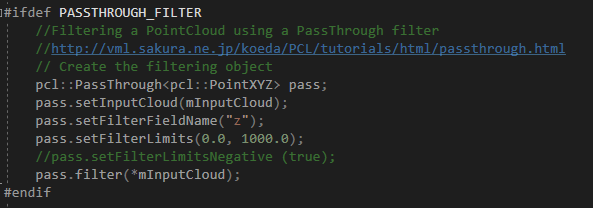 #ifdef PASSTHROUGH_FILTER
//Filtering a PointCloud using a PassThrough filter
//http://vml.sakura.ne.jp/koeda/PCL/tutorials/html/passthrough.html
// Create the filtering object
pcl::PassThrough<pcl::PointXYZ> pass;
pass.setInputCloud(mInputCloud);
pass.setFilterFieldName("z");
pass.setFilterLimits(0.0, 1000.0);
//pass.setFilterLimitsNegative (true);
pass.filter(*mInputCloud);
#endif